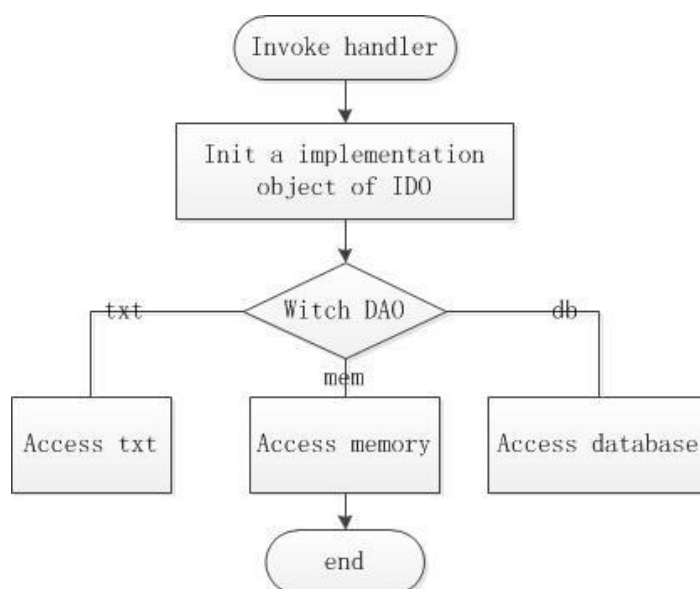 Invoke handler
Init a implementation
object of IDO
Witch DAO
txt
db
mem
Access txt
Access memory
Access database
end